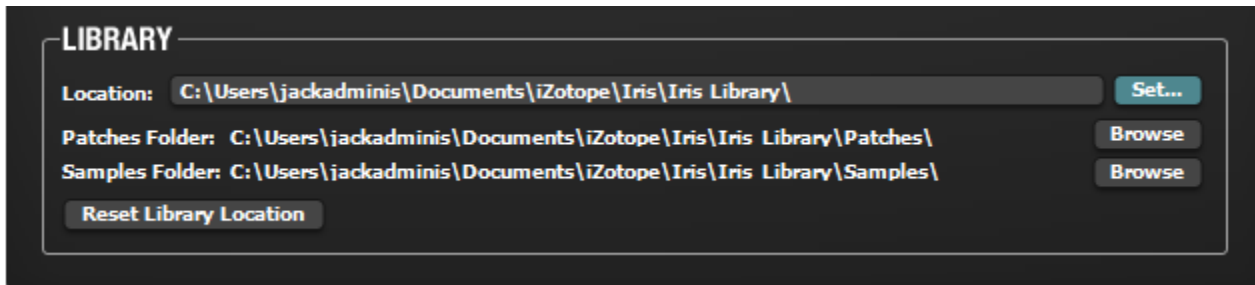 LIBRARY
Location: C:\Users\jackadminis\Documents\iZotope\Iris\Iris Library\ Set...
Patches Folder: C:\Users\jackadminis\Documents\iZotope\Iris\Iris Library\Patches\ Browse
Samples Folder: C:\Users\jackadminis\Documents\iZotope\Iris\Iris Library\Samples\ Browse
Reset Library Location